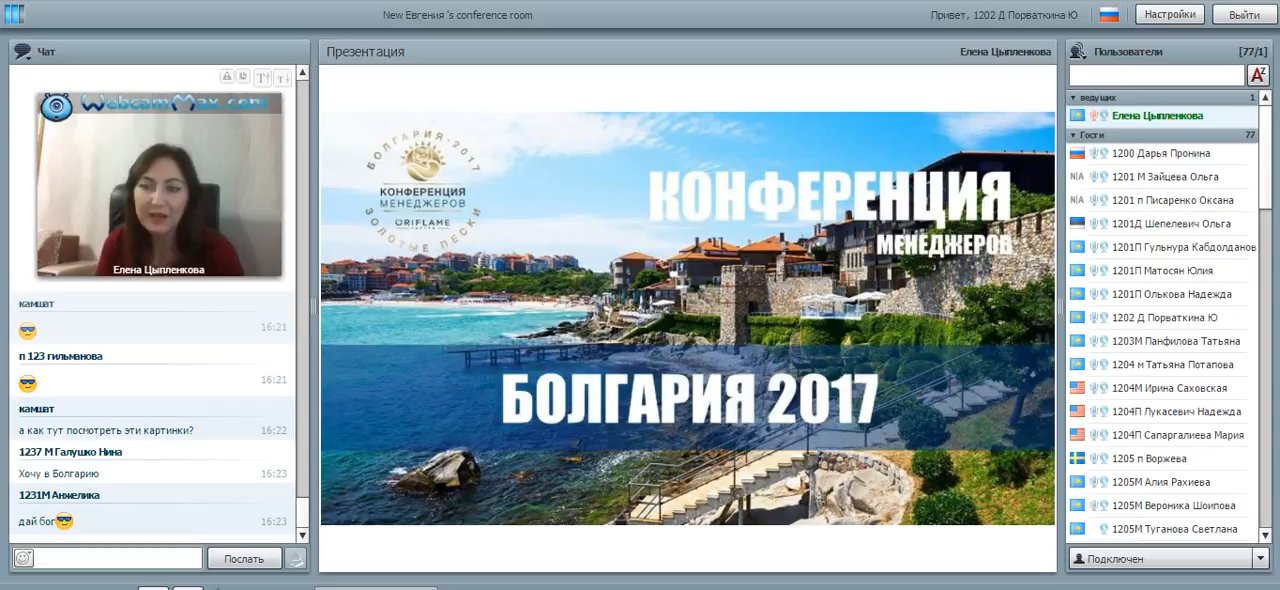 New Евгения 's conference room
Привет, 1202 Д Порваткина Ю
Настройки
Выйти
Чат
WebcamMax.com
Елена Цыпленкова
камшат
16:21
п 123 гильманова
16:21
камшат
а как тут посмотреть эти картинки?
16:22
1237 М Галушко Нина
Хочу в Болгарию
16:23
1231М Анжелика
дай бог
16:23
Послать
Презентация
Елена Цыпленкова
БОЛГАРИЯ·2017
КОНФЕРЕНЦИЯ
МЕНЕДЖЕРОВ
ORIFLAME
ЗОЛОТЫЕ ПЕСКИ
КОНФЕРЕНЦИЯ
МЕНЕДЖЕРОВ
БОЛГАРИЯ 2017
Пользователи
[77/1]
ведущих
1
Елена Цыпленкова
Гости
77
1200 Дарья Пронина
N/A 1201 М Зайцева Ольга
N/A 1201 п Писаренко Оксана
1201Д Шепелевич Ольга
1201П Гульнура Кабдолданов
1201П Матосян Юлия
1201П Олькова Надежда
1202 Д Порваткина Ю
1203М Панфилова Татьяна
1204 м Татьяна Потапова
1204М Ирина Саховская
1204П Лукасевич Надежда
1204П Сапаргалиева Мария
1205 п Воржева
1205М Алия Рахиева
1205М Вероника Шоипова
1205М Туганова Светлана
Подключен